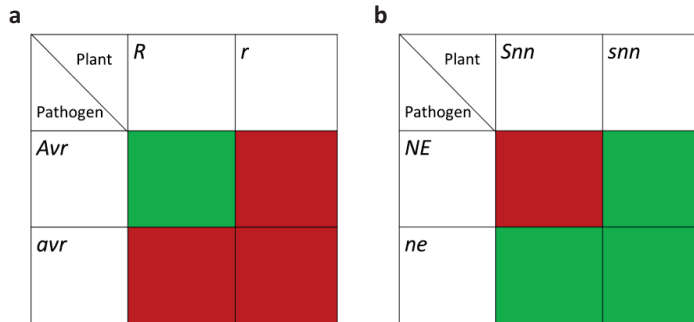 a
Plant
Pathogen
R
r
Avr
avr
b
Plant
Pathogen
Snn
snn
NE
ne